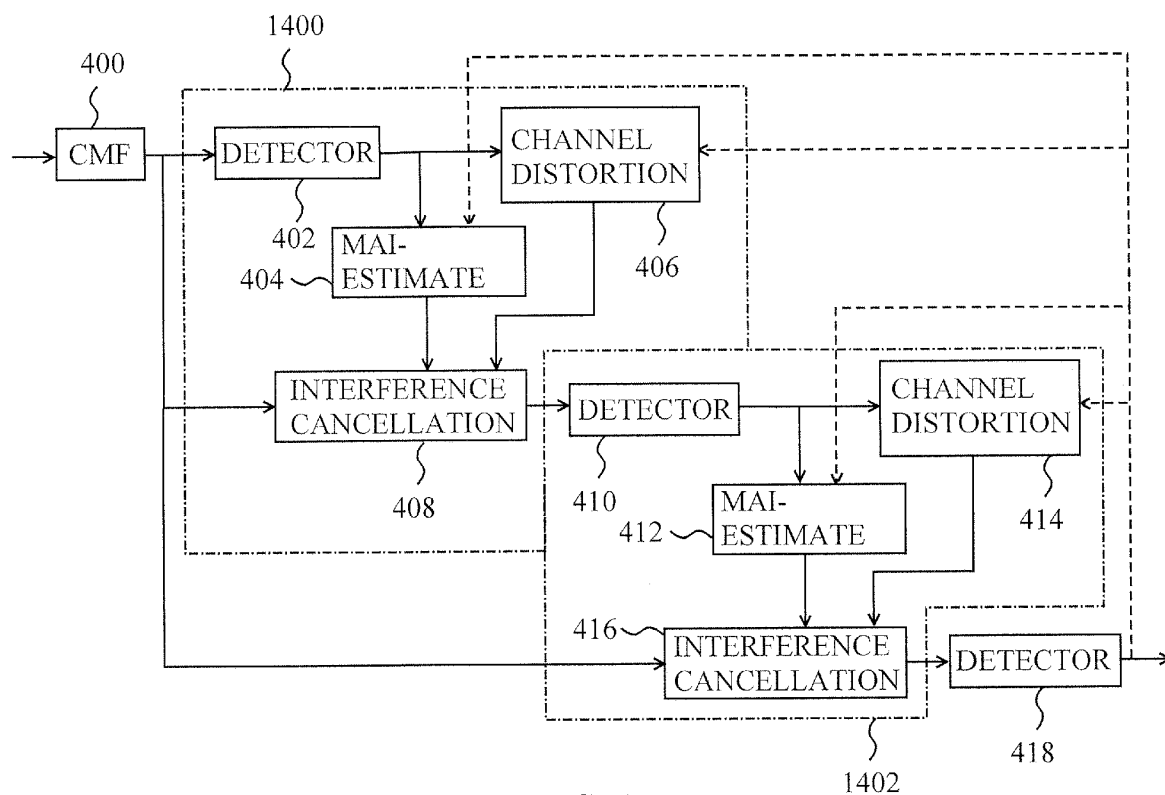 1400
400
CMF
DETECTOR
CHANNEL
DISTORTION
402
MAI-
ESTIMATE
404
406
INTERFERENCE
CANCELLATION
408
DETECTOR
410
CHANNEL
DISTORTION
MAI-
ESTIMATE
412
414
416
INTERFERENCE
CANCELLATION
DETECTOR
418
1402